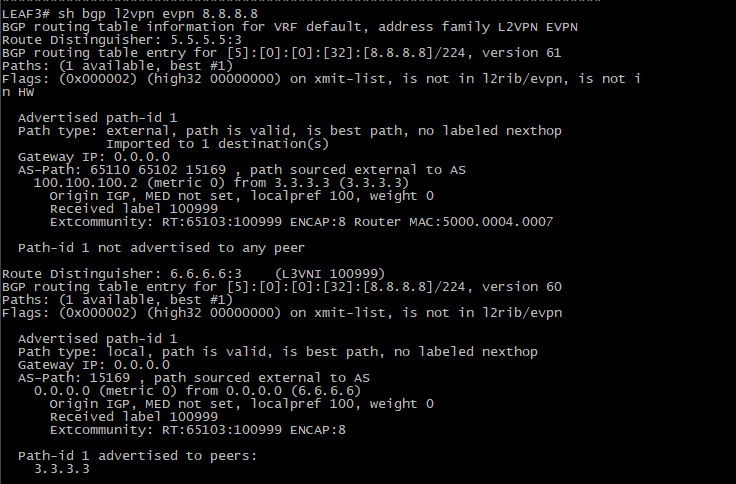 LEAF3# sh bgp l2vpn evpn 8.8.8.8
BGP routing table information for VRF default, address family L2VPN EVPN
Route Distinguisher: 5.5.5.5:3
BGP routing table entry for [5]:[0]:[0]:[32]:[8.8.8.8]/224, version 61
Paths: (1 available, best #1)
Flags: (0x000002) (high32 00000000) on xmit-list, is not in l2rib/evpn, is not i
n HW
Advertised path-id 1
Path type: external, path is valid, is best path, no labeled nexthop
Imported to 1 destination(s)
Gateway IP: 0.0.0.0
AS-Path: 65110 65102 15169 , path sourced external to AS
100.100.100.2 (metric 0) from 3.3.3.3 (3.3.3.3)
Origin IGP, MED not set, localpref 100, weight 0
Received label 100999
Extcommunity: RT:65103:100999 ENCAP:8 Router MAC:5000.0004.0007
Path-id 1 not advertised to any peer
Route Distinguisher: 6.6.6.6:3    (L3VNI 100999)
BGP routing table entry for [5]:[0]:[0]:[32]:[8.8.8.8]/224, version 60
Paths: (1 available, best #1)
Flags: (0x000002) (high32 00000000) on xmit-list, is not in l2rib/evpn
Advertised path-id 1
Path type: local, path is valid, is best path, no labeled nexthop
Gateway IP: 0.0.0.0
AS-Path: 15169 , path sourced external to AS
0.0.0.0 (metric 0) from 0.0.0.0 (6.6.6.6)
Origin IGP, MED not set, localpref 100, weight 0
Received label 100999
Extcommunity: RT:65103:100999 ENCAP:8
Path-id 1 advertised to peers:
3.3.3.3